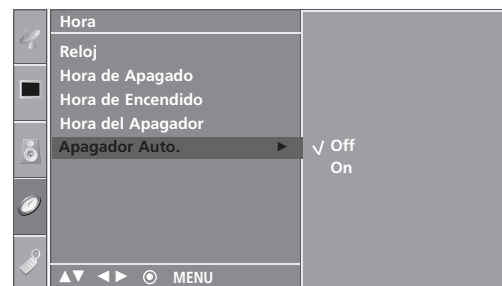 Hora
Reloj
Hora de Apagado
Hora de Encendido
Hora del Apagador
Apagador Auto. ► √ Off
On
▲▼ ◄► ⦿ MENU